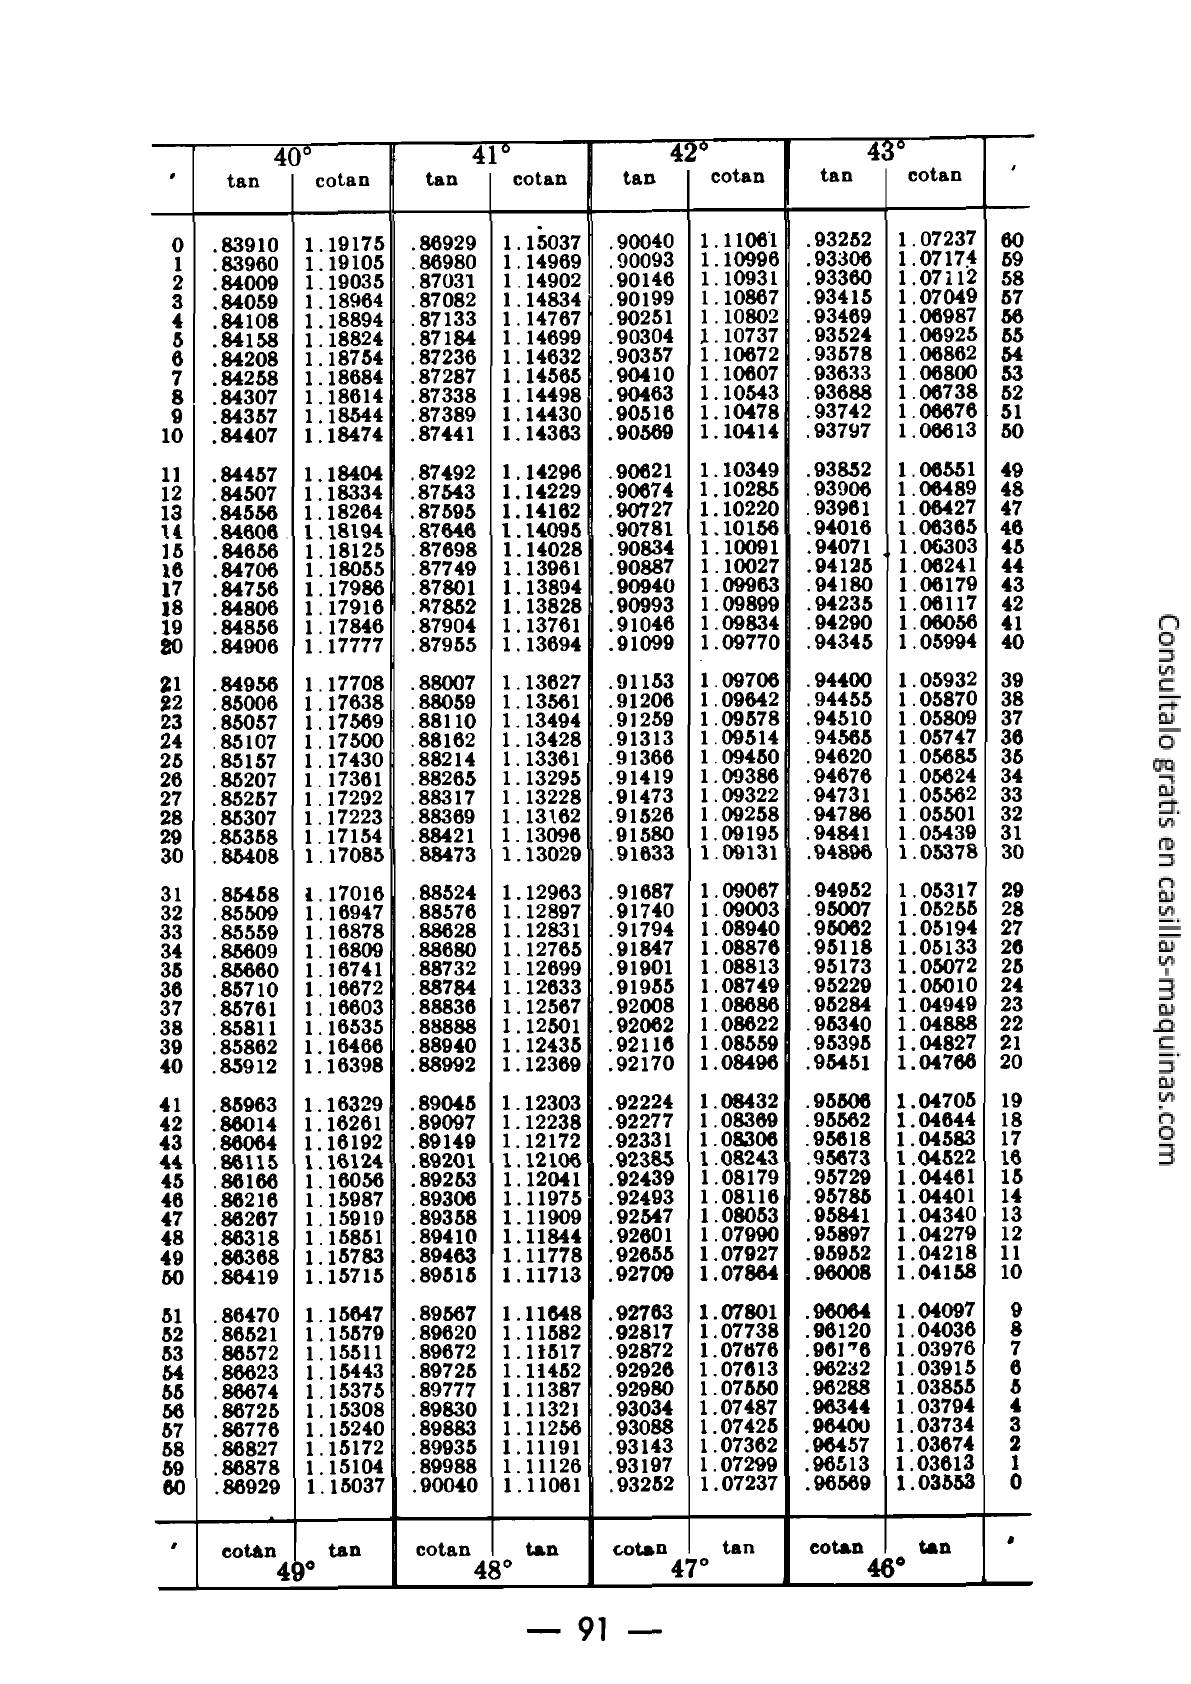 40° 41° 42° 43°
′ tan cotan tan cotan tan cotan tan cotan ′
0 .83910 1.19175 .86929 1.15037 .90040 1.11061 .93252 1.07237 60
1 .83960 1.19105 .86980 1.14969 .90093 1.10996 .93306 1.07174 59
2 .84009 1.19035 .87031 1.14902 .90146 1.10931 .93360 1.07112 58
3 .84059 1.18964 .87082 1.14834 .90199 1.10867 .93415 1.07049 57
4 .84108 1.18894 .87133 1.14767 .90251 1.10802 .93469 1.06987 56
5 .84158 1.18824 .87184 1.14699 .90304 1.10737 .93524 1.06925 55
6 .84208 1.18754 .87236 1.14632 .90357 1.10672 .93578 1.06862 54
7 .84258 1.18684 .87287 1.14565 .90410 1.10607 .93633 1.06800 53
8 .84307 1.18614 .87338 1.14498 .90463 1.10543 .93688 1.06738 52
9 .84357 1.18544 .87389 1.14430 .90516 1.10478 .93742 1.06676 51
10 .84407 1.18474 .87441 1.14363 .90569 1.10414 .93797 1.06613 50
11 .84457 1.18404 .87492 1.14296 .90621 1.10349 .93852 1.06551 49
12 .84507 1.18334 .87543 1.14229 .90674 1.10285 .93906 1.06489 48
13 .84556 1.18264 .87595 1.14162 .90727 1.10220 .93961 1.06427 47
14 .84606 1.18194 .87646 1.14095 .90781 1.10156 .94016 1.06365 46
15 .84656 1.18125 .87698 1.14028 .90834 1.10091 .94071 1.06303 45
16 .84706 1.18055 .87749 1.13961 .90887 1.10027 .94125 1.06241 44
17 .84756 1.17986 .87801 1.13894 .90940 1.09963 .94180 1.06179 43
18 .84806 1.17916 .87852 1.13828 .90993 1.09899 .94235 1.06117 42
19 .84856 1.17846 .87904 1.13761 .91046 1.09834 .94290 1.06056 41
20 .84906 1.17777 .87955 1.13694 .91099 1.09770 .94345 1.05994 40
21 .84956 1.17708 .88007 1.13627 .91153 1.09706 .94400 1.05932 39
22 .85006 1.17638 .88059 1.13561 .91206 1.09642 .94455 1.05870 38
23 .85057 1.17569 .88110 1.13494 .91259 1.09578 .94510 1.05809 37
24 .85107 1.17500 .88162 1.13428 .91313 1.09514 .94565 1.05747 36
25 .85157 1.17430 .88214 1.13361 .91366 1.09450 .94620 1.05685 35
26 .85207 1.17361 .88265 1.13295 .91419 1.09386 .94676 1.05624 34
27 .85257 1.17292 .88317 1.13228 .91473 1.09322 .94731 1.05562 33
28 .85307 1.17223 .88369 1.13162 .91526 1.09258 .94786 1.05501 32
29 .85358 1.17154 .88421 1.13096 .91580 1.09195 .94841 1.05439 31
30 .85408 1.17085 .88473 1.13029 .91633 1.09131 .94896 1.05378 30
31 .85458 1.17016 .88524 1.12963 .91687 1.09067 .94952 1.05317 29
32 .85509 1.16947 .88576 1.12897 .91740 1.09003 .95007 1.05255 28
33 .85559 1.16878 .88628 1.12831 .91794 1.08940 .95062 1.05194 27
34 .85609 1.16809 .88680 1.12765 .91847 1.08876 .95118 1.05133 26
35 .85660 1.16741 .88732 1.12699 .91901 1.08813 .95173 1.05072 25
36 .85710 1.16672 .88784 1.12633 .91955 1.08749 .95229 1.05010 24
37 .85761 1.16603 .88836 1.12567 .92008 1.08686 .95284 1.04949 23
38 .85811 1.16535 .88888 1.12501 .92062 1.08622 .95340 1.04888 22
39 .85862 1.16466 .88940 1.12435 .92116 1.08559 .95395 1.04827 21
40 .85912 1.16398 .88992 1.12369 .92170 1.08496 .95451 1.04766 20
41 .85963 1.16329 .89045 1.12303 .92224 1.08432 .95506 1.04705 19
42 .86014 1.16261 .89097 1.12238 .92277 1.08369 .95562 1.04644 18
43 .86064 1.16192 .89149 1.12172 .92331 1.08306 .95618 1.04583 17
44 .86115 1.16124 .89201 1.12106 .92385 1.08243 .95673 1.04522 16
45 .86166 1.16056 .89253 1.12041 .92439 1.08179 .95729 1.04461 15
46 .86216 1.15987 .89306 1.11975 .92493 1.08116 .95785 1.04401 14
47 .86267 1.15919 .89358 1.11909 .92547 1.08053 .95841 1.04340 13
48 .86318 1.15851 .89410 1.11844 .92601 1.07990 .95897 1.04279 12
49 .86368 1.15783 .89463 1.11778 .92655 1.07927 .95952 1.04218 11
50 .86419 1.15715 .89515 1.11713 .92709 1.07864 .96008 1.04158 10
51 .86470 1.15647 .89567 1.11648 .92763 1.07801 .96064 1.04097 9
52 .86521 1.15579 .89620 1.11582 .92817 1.07738 .96120 1.04036 8
53 .86572 1.15511 .89672 1.11517 .92872 1.07676 .96176 1.03976 7
54 .86623 1.15443 .89725 1.11452 .92926 1.07613 .96232 1.03915 6
55 .86674 1.15375 .89777 1.11387 .92980 1.07550 .96288 1.03855 5
56 .86725 1.15308 .89830 1.11321 .93034 1.07487 .96344 1.03794 4
57 .86776 1.15240 .89883 1.11256 .93088 1.07425 .96400 1.03734 3
58 .86827 1.15172 .89935 1.11191 .93143 1.07362 .96457 1.03674 2
59 .86878 1.15104 .89988 1.11126 .93197 1.07299 .96513 1.03613 1
60 .86929 1.15037 .90040 1.11061 .93252 1.07237 .96569 1.03553 0
′ cotan tan cotan tan cotan tan cotan tan ′
49° 48° 47° 46°
— 91 —
Consultalo gratis en casillas-maquinas.com